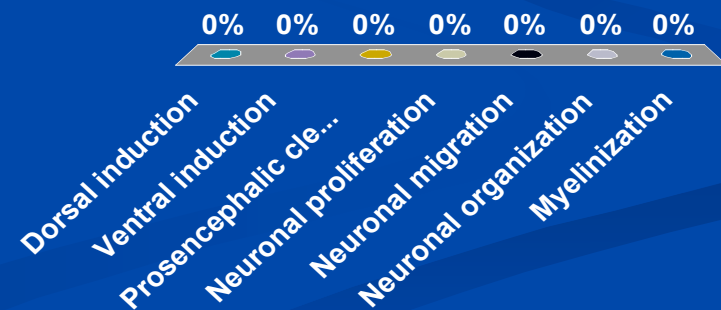 0% 0% 0% 0% 0% 0% 0%
Dorsal induction
Ventral induction
Prosencephalic cle...
Neuronal proliferation
Neuronal migration
Neuronal organization
Myelinization